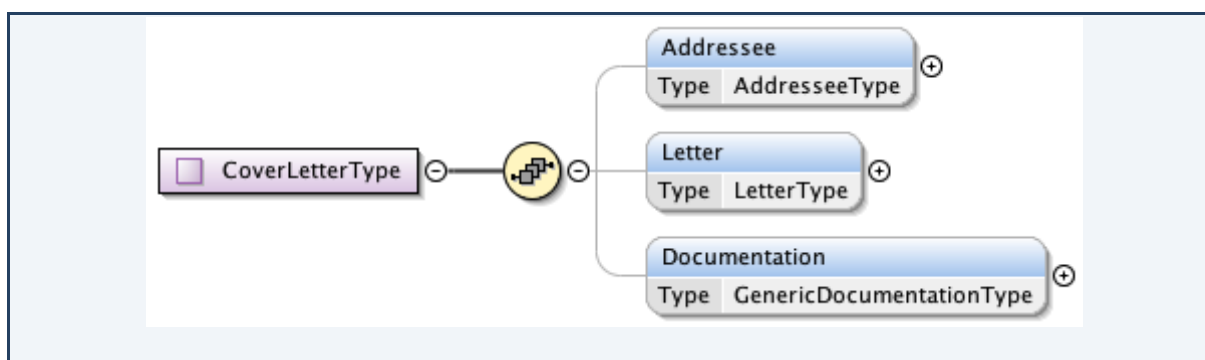 Addressee
Type AddresseeType
CoverLetterType
Letter
Type LetterType
Documentation
Type GenericDocumentationType